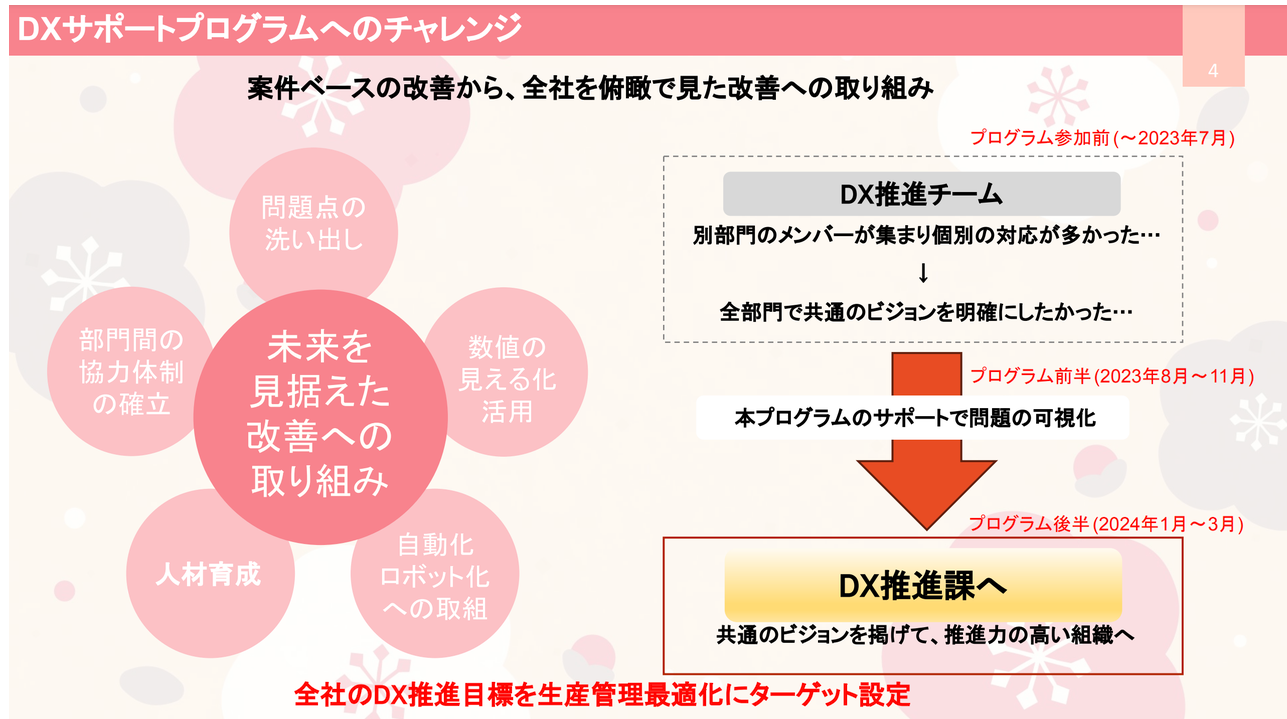 DXサポートプログラムへのチャレンジ
4
案件ベースの改善から、全社を俯瞰で見た改善への取り組み
問題点の
洗い出し
部門間の
協力体制
の確立
数値の
見える化
活用
未来を
見据えた
改善への
取り組み
人材育成
自動化
ロボット化
への取組
プログラム参加前(～2023年7月)
DX推進チーム
別部門のメンバーが集まり個別の対応が多かった…
↓
全部門で共通のビジョンを明確にしたかった…
プログラム前半(2023年8月～11月)
本プログラムのサポートで問題の可視化
プログラム後半(2024年1月～3月)
DX推進課へ
共通のビジョンを掲げて、推進力の高い組織へ
全社のDX推進目標を生産管理最適化にターゲット設定